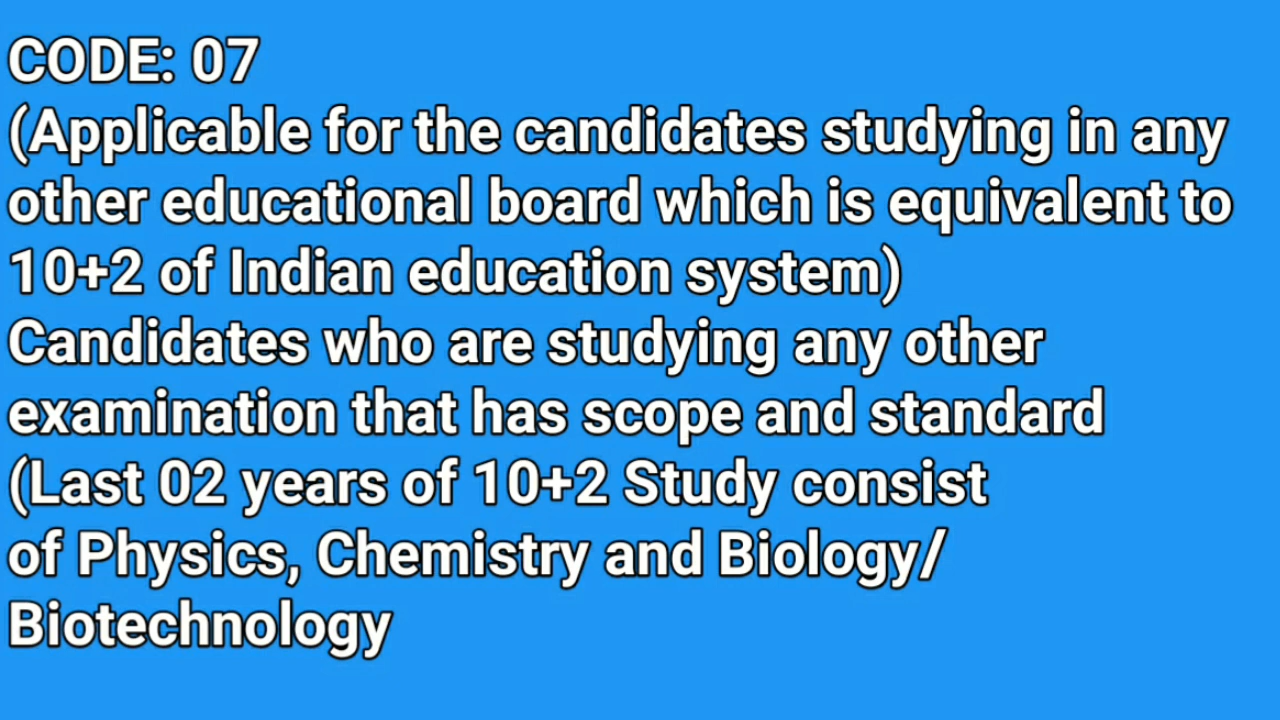 CODE: 07
(Applicable for the candidates studying in any
other educational board which is equivalent to
10+2 of Indian education system)
Candidates who are studying any other
examination that has scope and standard
(Last 02 years of 10+2 Study consist
of Physics, Chemistry and Biology/
Biotechnology